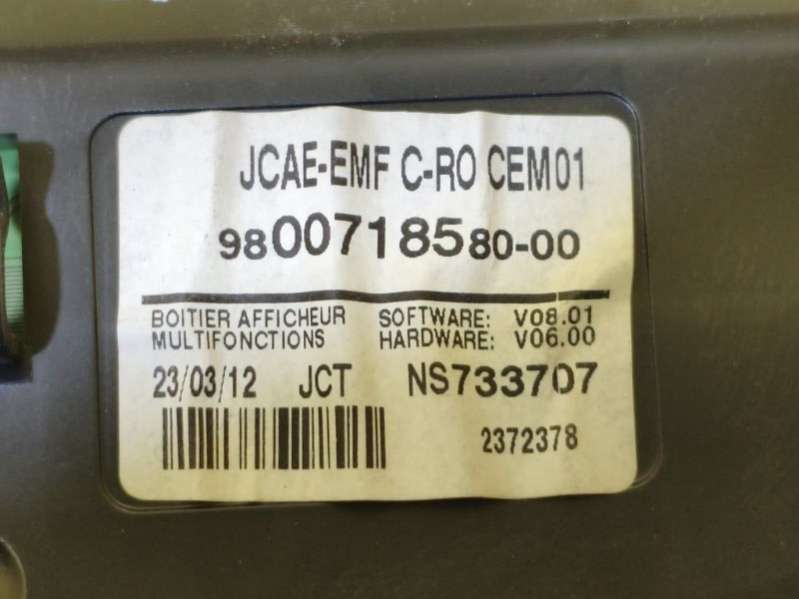 JCAE-EMF C-RO CEM01
9800718580-00
BOITIER AFFICHEUR SOFTWARE: V08.01
MULTIFONCTIONS HARDWARE: V06.00
23/03/12 JCT NS733707
2372378